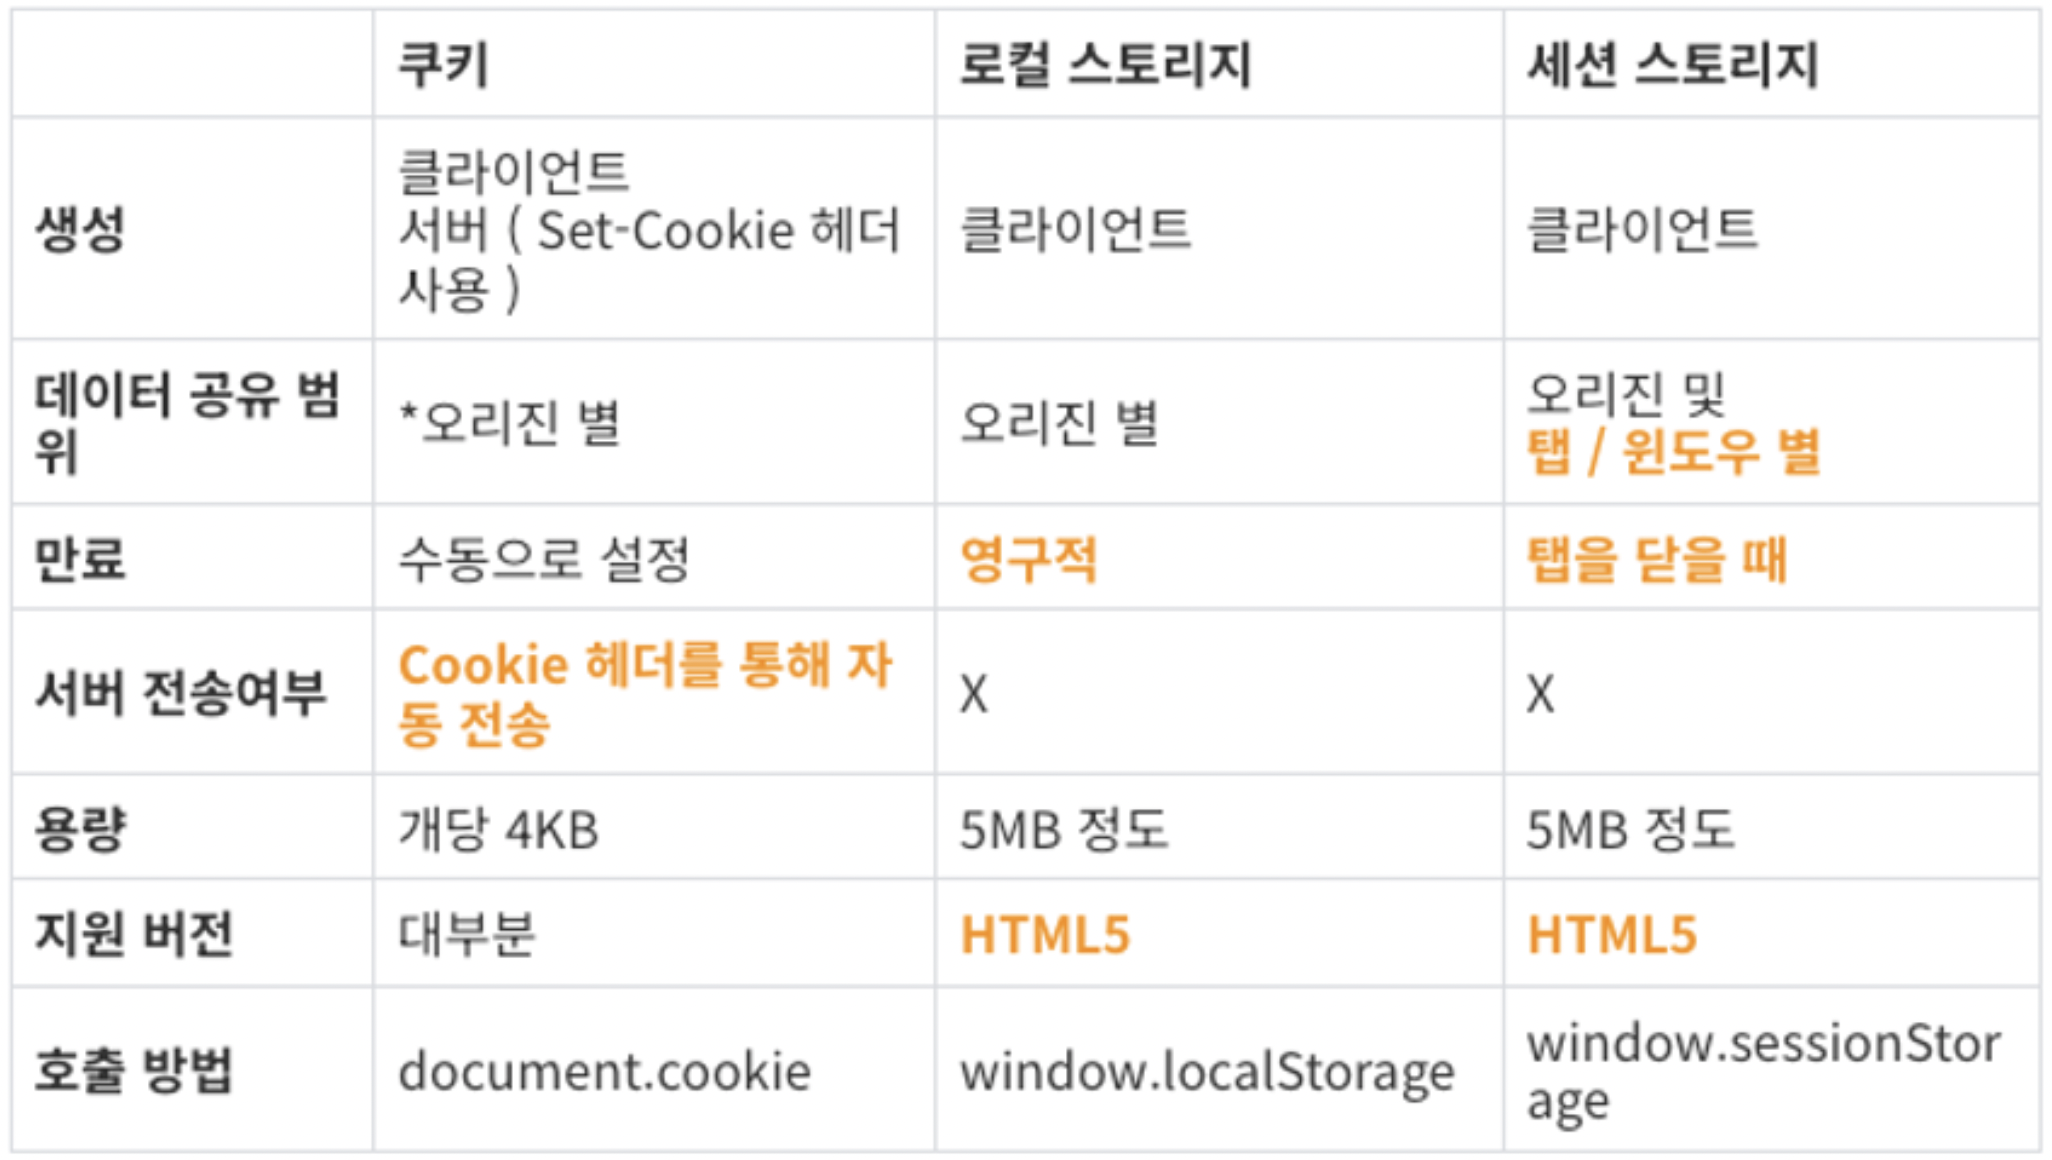 쿠키
로컬 스토리지
세션 스토리지
생성
클라이언트
서버 ( Set-Cookie 헤더
사용 )
클라이언트
클라이언트
데이터 공유 범
위
*오리진 별
오리진 별
오리진 및
탭 / 윈도우 별
만료
수동으로 설정
영구적
탭을 닫을 때
서버 전송여부
Cookie 헤더를 통해 자
동 전송
X
X
용량
개당 4KB
5MB 정도
5MB 정도
지원 버전
대부분
HTML5
HTML5
호출 방법
document.cookie
window.localStorage
window.sessionStor
age